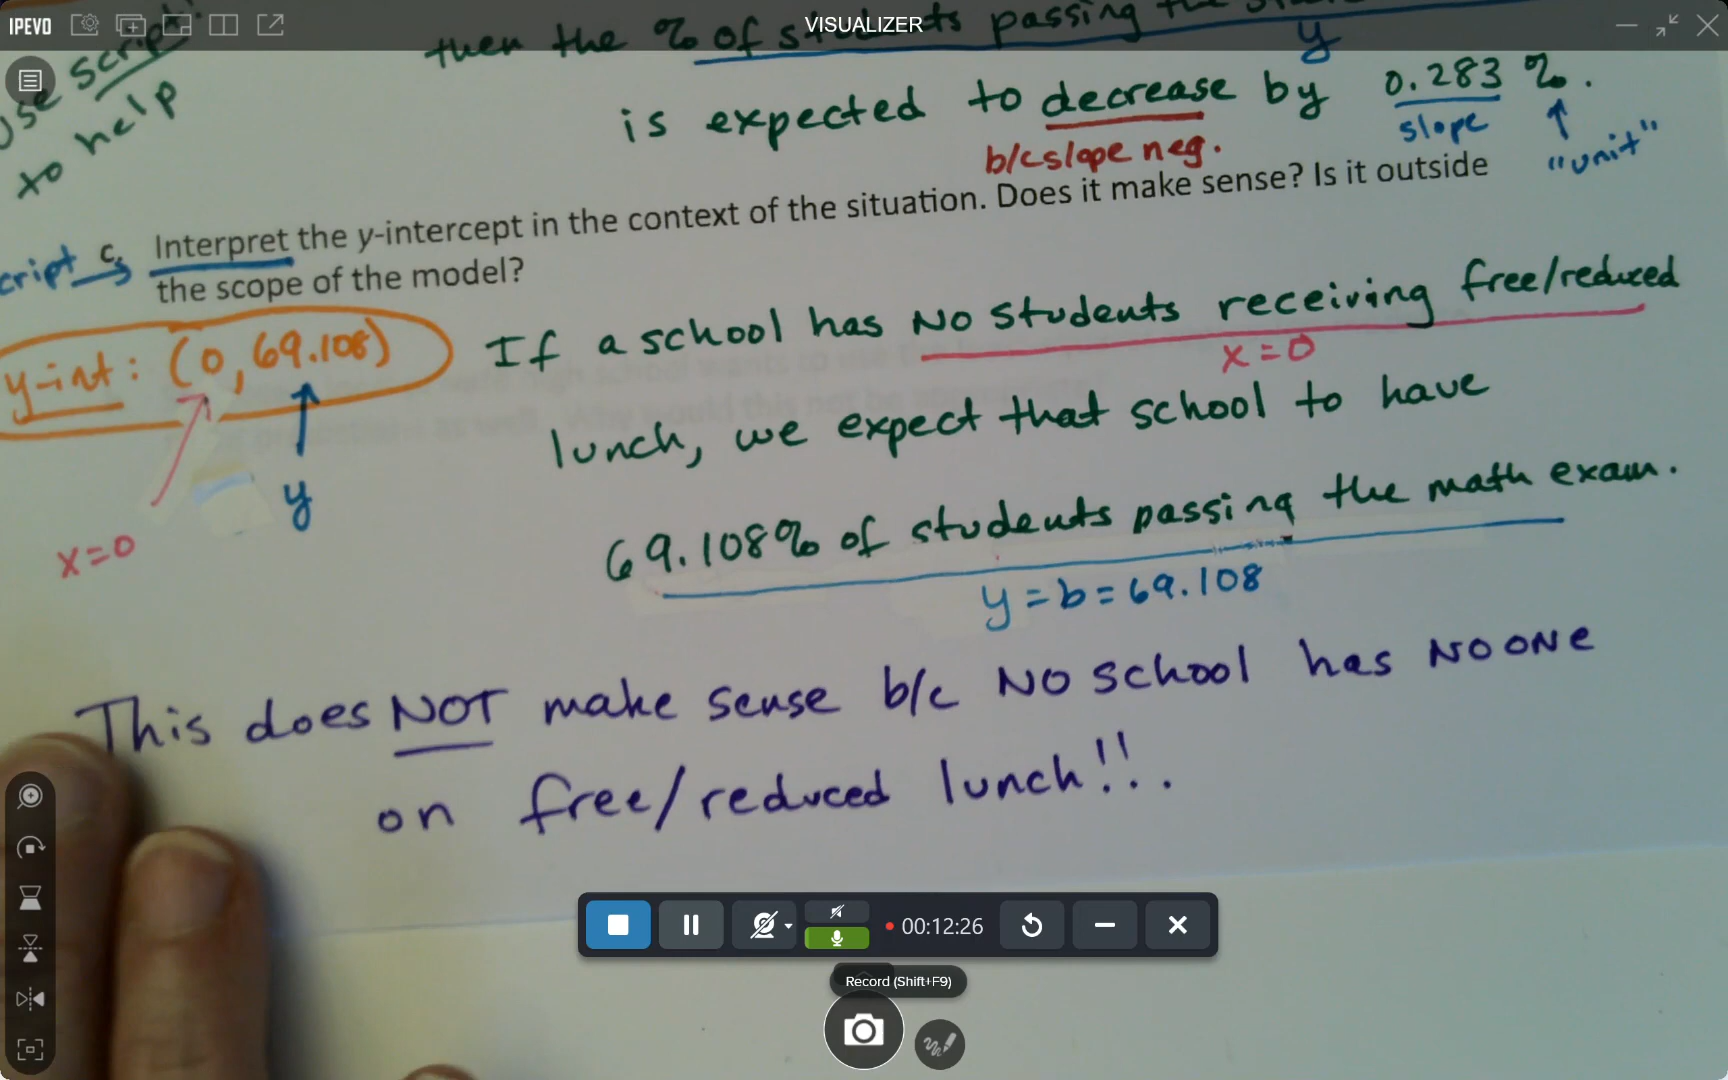 IPEVO
VISUALIZER
then the % of students passing the
y
use script
to help
is expected to decrease by 0.283 %.
b/c slope neg.
slope
"unit"
c. Interpret the y-intercept in the context of the situation. Does it make sense? Is it outside
the scope of the model?
cript
y-int: (0, 69.108)
x=0
y
If a school has NO students receiving free/reduced
x=0
lunch, we expect that school to have
69.108% of students passing the math exam.
y = b = 69.108
This does NOT make sense b/c NO school has NO ONE
on free/reduced lunch!!.
00:12:26
Record (Shift+F9)